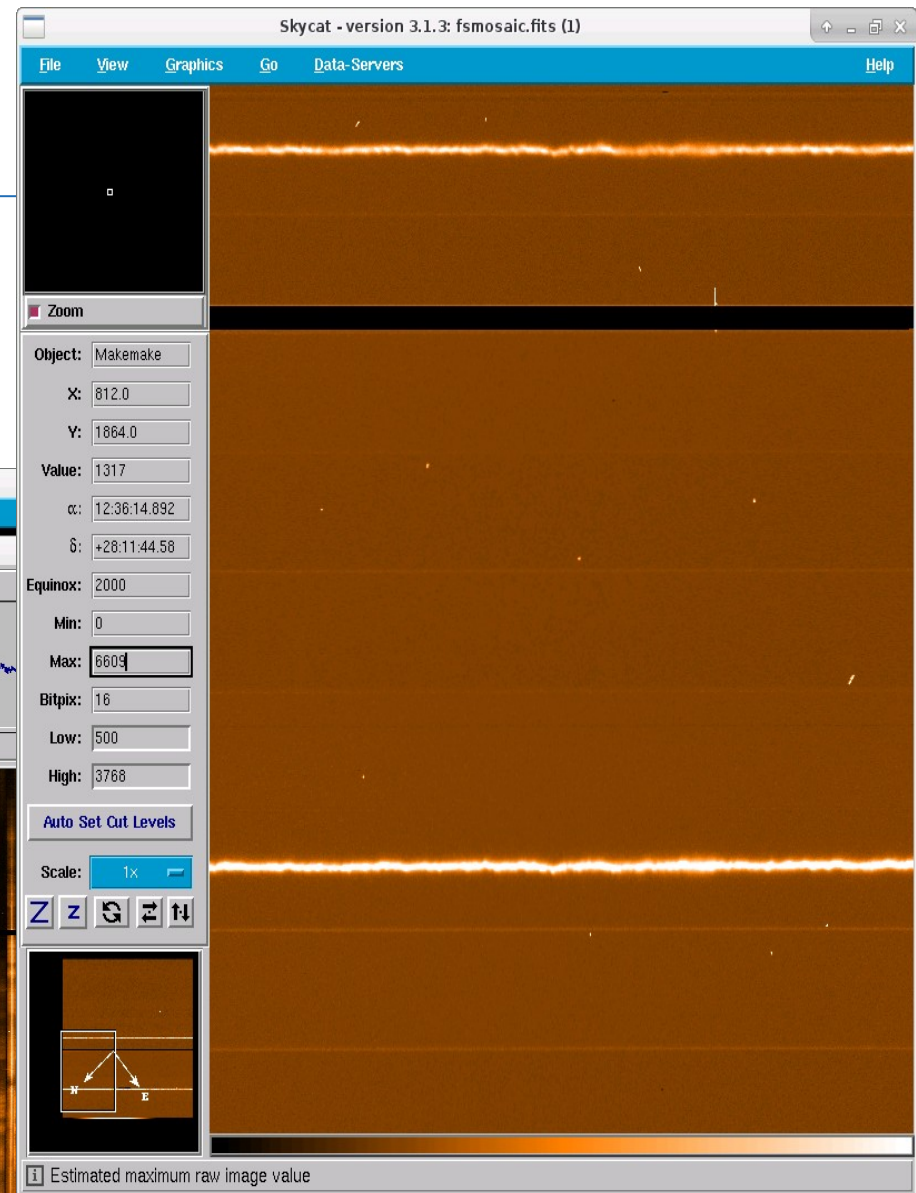 Skycat - version 3.1.3: fsmosaic.fits (1)
File View Graphics Go Data-Servers Help
Zoom
Object: Makemake
X: 812.0
Y: 1864.0
Value: 1317
α: 12:36:14.892
δ: +28:11:44.58
Equinox: 2000
Min: 0
Max: 6609
Bitpix: 16
Low: 500
High: 3768
Auto Set Cut Levels
Scale: 1x
Z z
N E
Estimated maximum raw image value